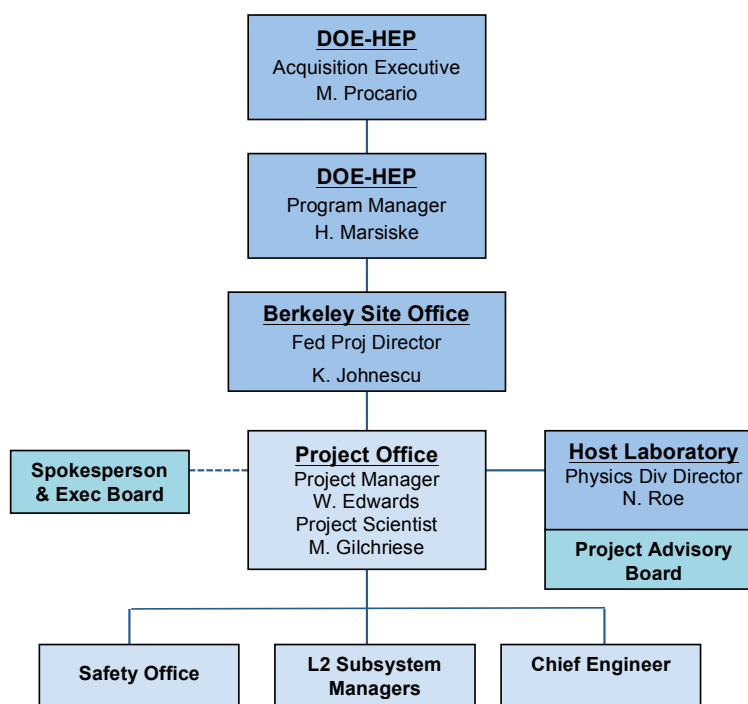 DOE-HEP
Acquisition Executive
M. Procario
DOE-HEP
Program Manager
H. Marsiske
Berkeley Site Office
Fed Proj Director
K. Johnescu
Spokesperson
& Exec Board
Project Office
Project Manager
W. Edwards
Project Scientist
M. Gilchriese
Host Laboratory
Physics Div Director
N. Roe
Project Advisory
Board
Safety Office
L2 Subsystem
Managers
Chief Engineer